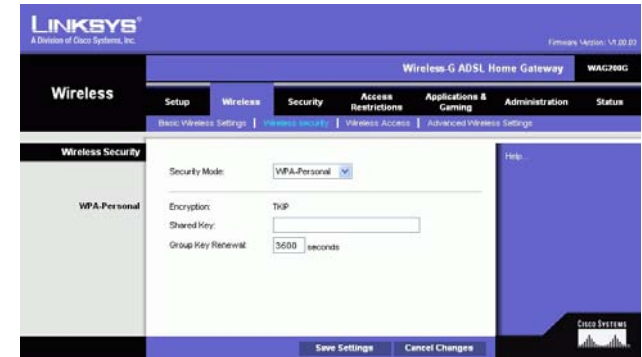 LINKSYS®
A Division of Cisco Systems, Inc.
Firmware Version: V1.00.03
Wireless-G ADSL Home Gateway
WAG200G
Wireless
Setup
Wireless
Security
Access Restrictions
Applications & Gaming
Administration
Status
Basic Wireless Settings | Wireless Security | Wireless Access | Advanced Wireless Settings
Wireless Security
Security Mode: WPA-Personal
Help...
WPA-Personal
Encryption: TKIP
Shared Key:
Group Key Renewal: 3600 seconds
CISCO SYSTEMS
Save Settings
Cancel Changes